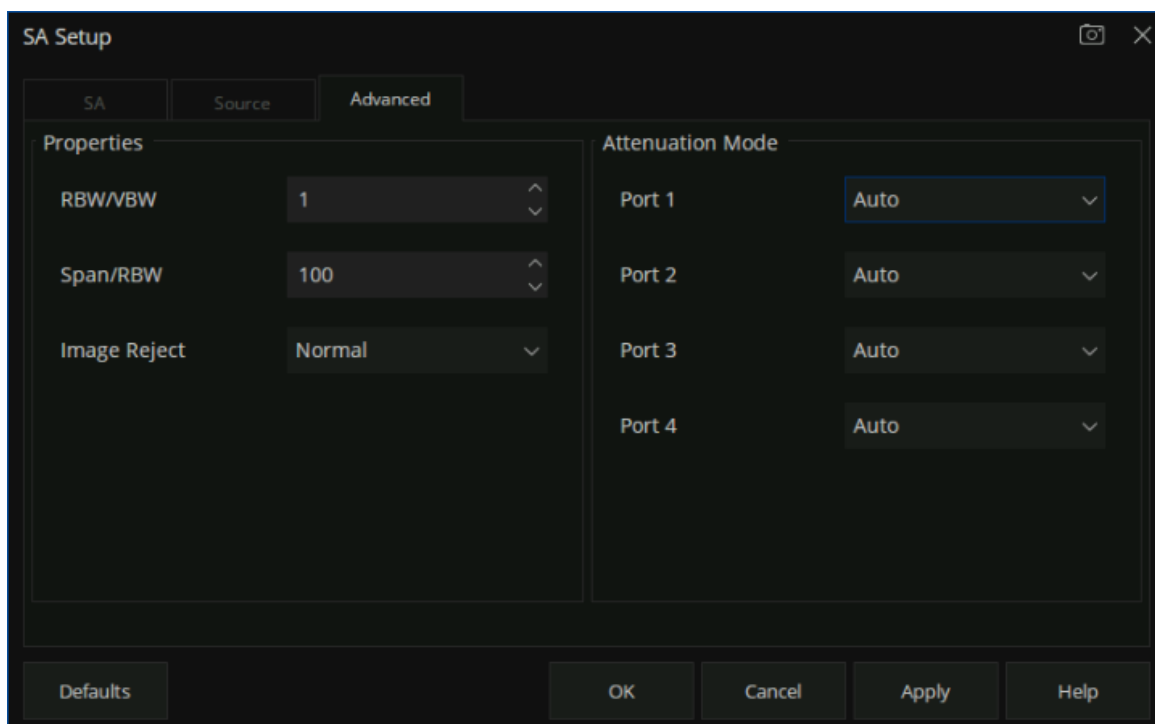 SA Setup
SA
Source
Advanced
Properties
RBW/VBW
1
Span/RBW
100
Image Reject
Normal
Attenuation Mode
Port 1
Auto
Port 2
Auto
Port 3
Auto
Port 4
Auto
Defaults
OK
Cancel
Apply
Help